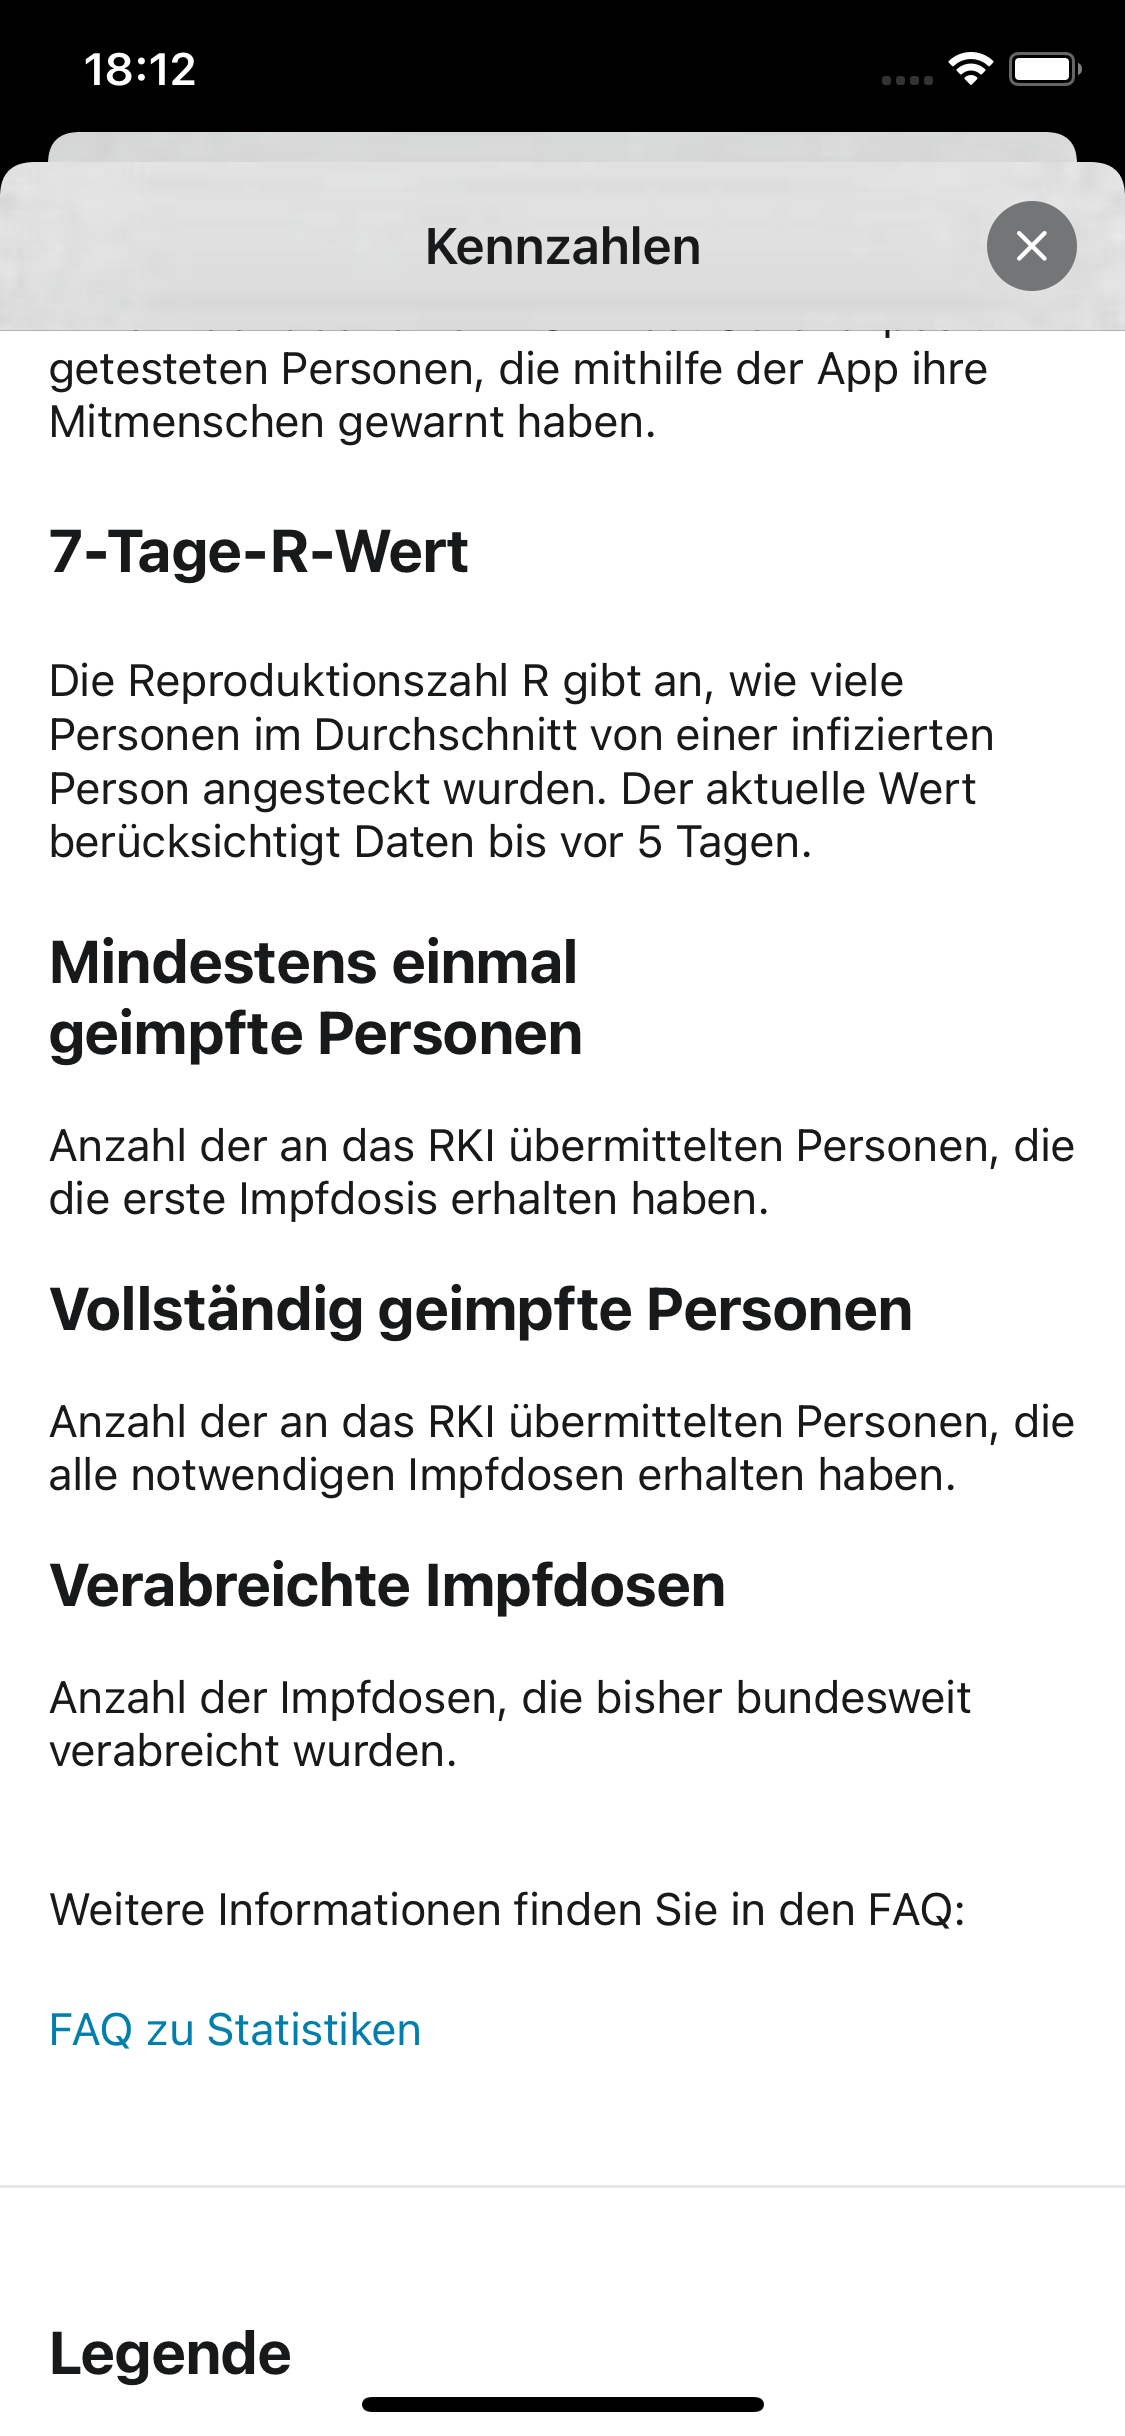 18:12
Kennzahlen
getesteten Personen, die mithilfe der App ihre
Mitmenschen gewarnt haben.
7-Tage-R-Wert
Die Reproduktionszahl R gibt an, wie viele
Personen im Durchschnitt von einer infizierten
Person angesteckt wurden. Der aktuelle Wert
berücksichtigt Daten bis vor 5 Tagen.
Mindestens einmal
geimpfte Personen
Anzahl der an das RKI übermittelten Personen, die
die erste Impfdosis erhalten haben.
Vollständig geimpfte Personen
Anzahl der an das RKI übermittelten Personen, die
alle notwendigen Impfdosen erhalten haben.
Verabreichte Impfdosen
Anzahl der Impfdosen, die bisher bundesweit
verabreicht wurden.
Weitere Informationen finden Sie in den FAQ:
FAQ zu Statistiken
Legende